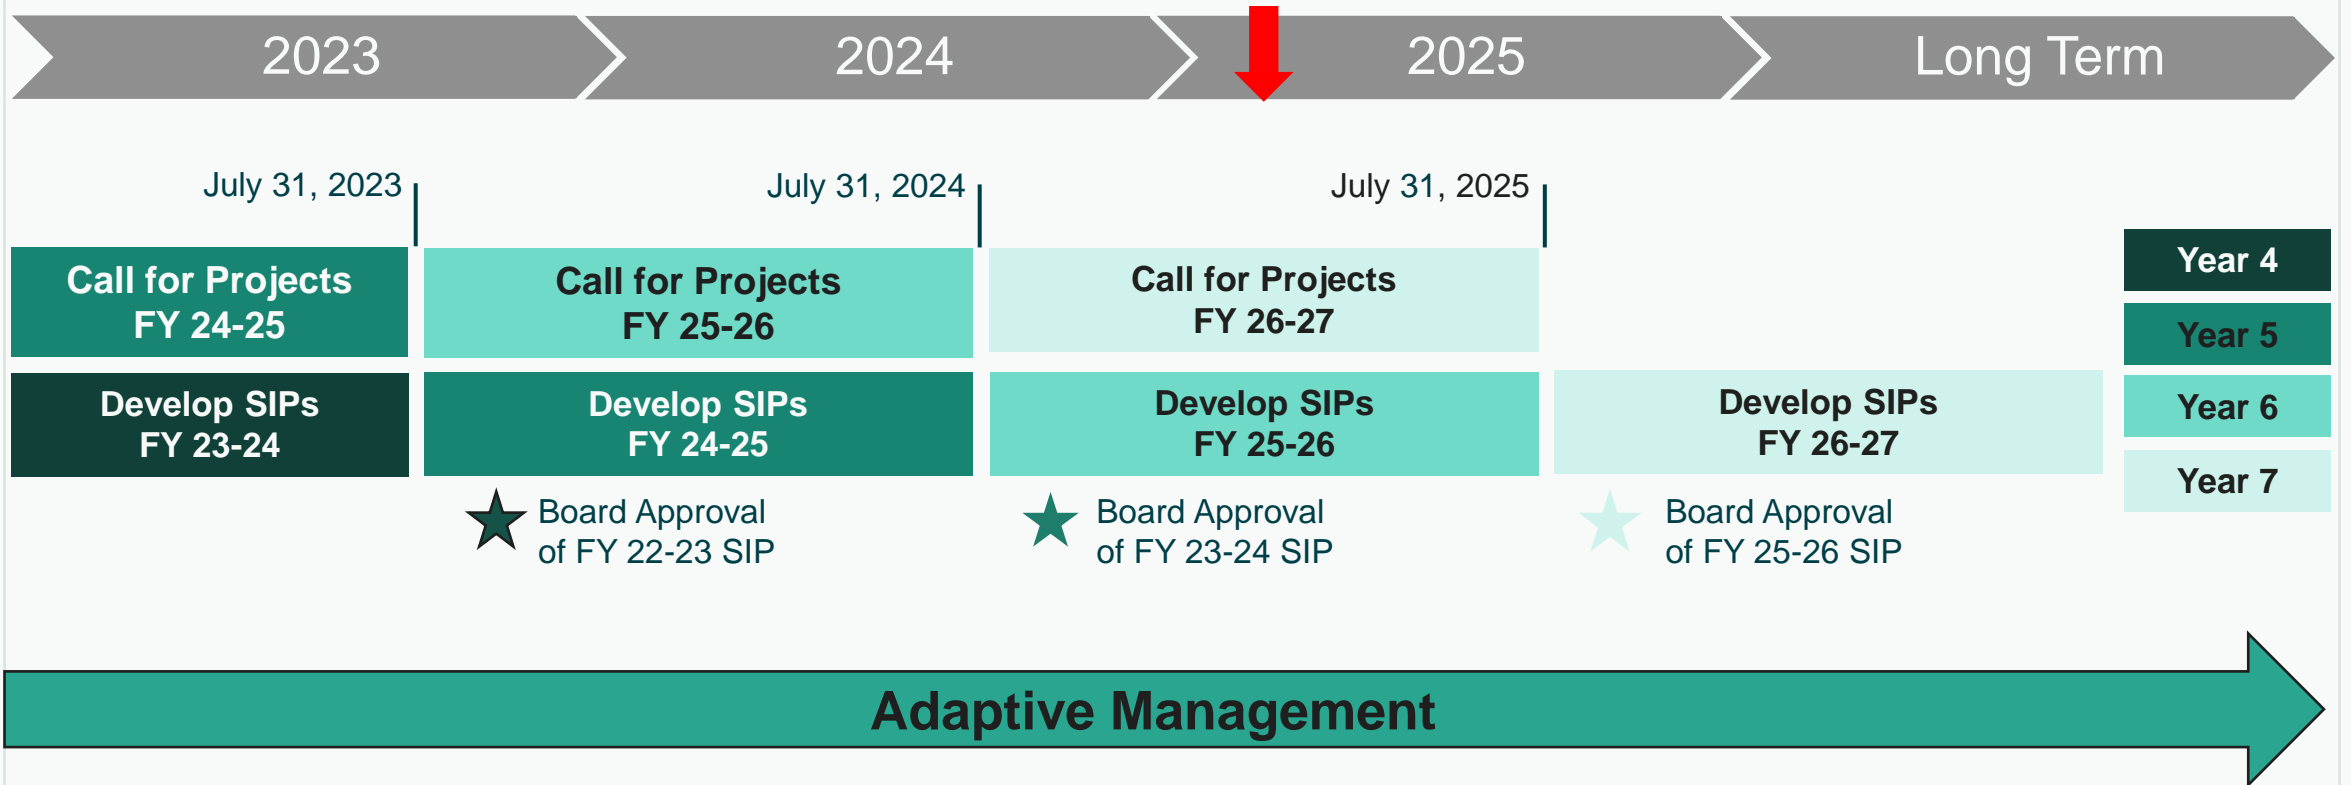 2023
2024
2025
Long Term
July 31, 2023
July 31, 2024
July 31, 2025
Call for Projects
FY 24-25
Call for Projects
FY 25-26
Call for Projects
FY 26-27
Develop SIPs
FY 23-24
Develop SIPs
FY 24-25
Develop SIPs
FY 25-26
Develop SIPs
FY 26-27
Year 4
Year 5
Year 6
Year 7
Board Approval
of FY 22-23 SIP
Board Approval
of FY 23-24 SIP
Board Approval
of FY 25-26 SIP
Adaptive Management